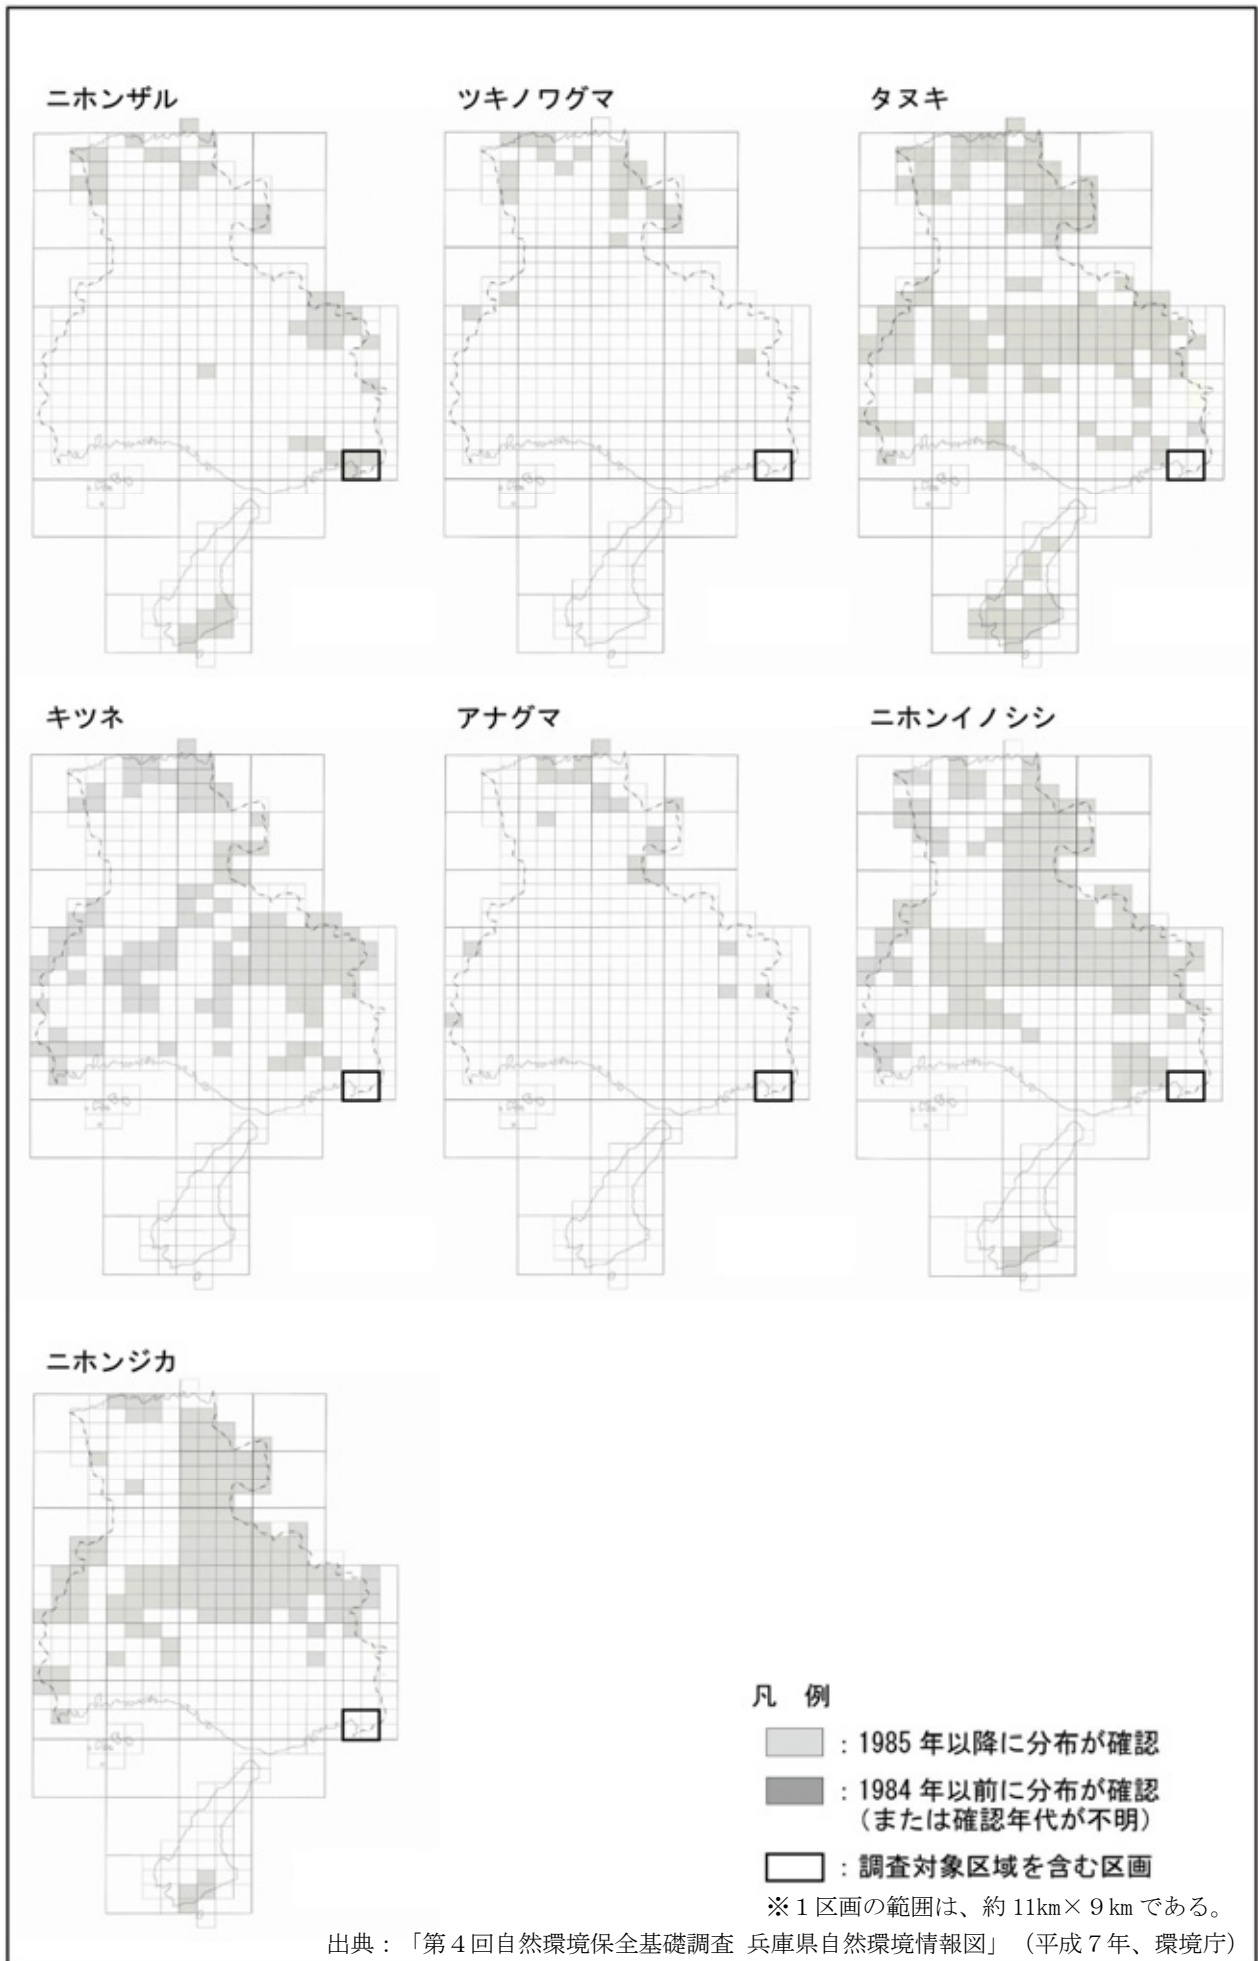 ニホンザル
ツキノワグマ
タヌキ
キツネ
アナグマ
ニホンイノシシ
ニホンジカ
凡 例
：1985 年以降に分布が確認
：1984 年以前に分布が確認
（または確認年代が不明）
：調査対象区域を含む区画
※１区画の範囲は、約 11km×９km である。
出典：「第４回自然環境保全基礎調査 兵庫県自然環境情報図」（平成７年、環境庁）